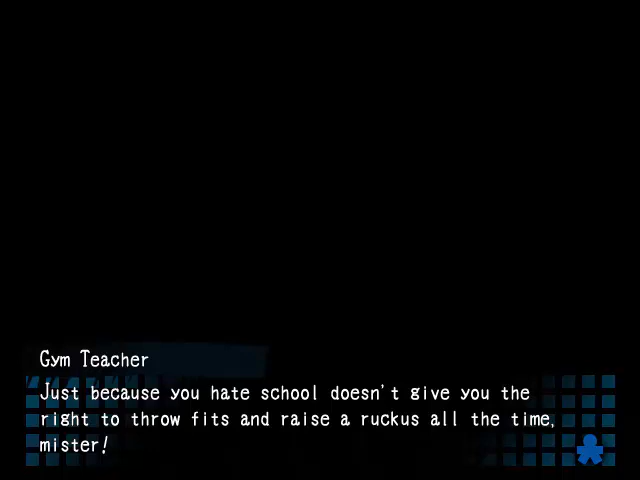 Gym Teacher
Just because you hate school doesn't give you the
right to throw fits and raise a ruckus all the time,
mister!